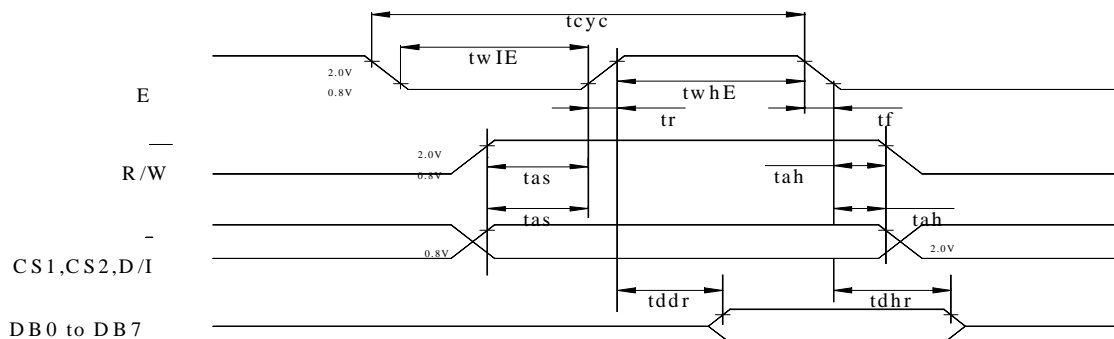 tcyc
twIE
2.0V
0.8V
E
twhE
tr
tf
R/W
2.0V
0.8V
tas
tah
tas
tah
0.8V
2.0V
CS1,CS2,D/I
tddr
tdhr
DB0 to DB7